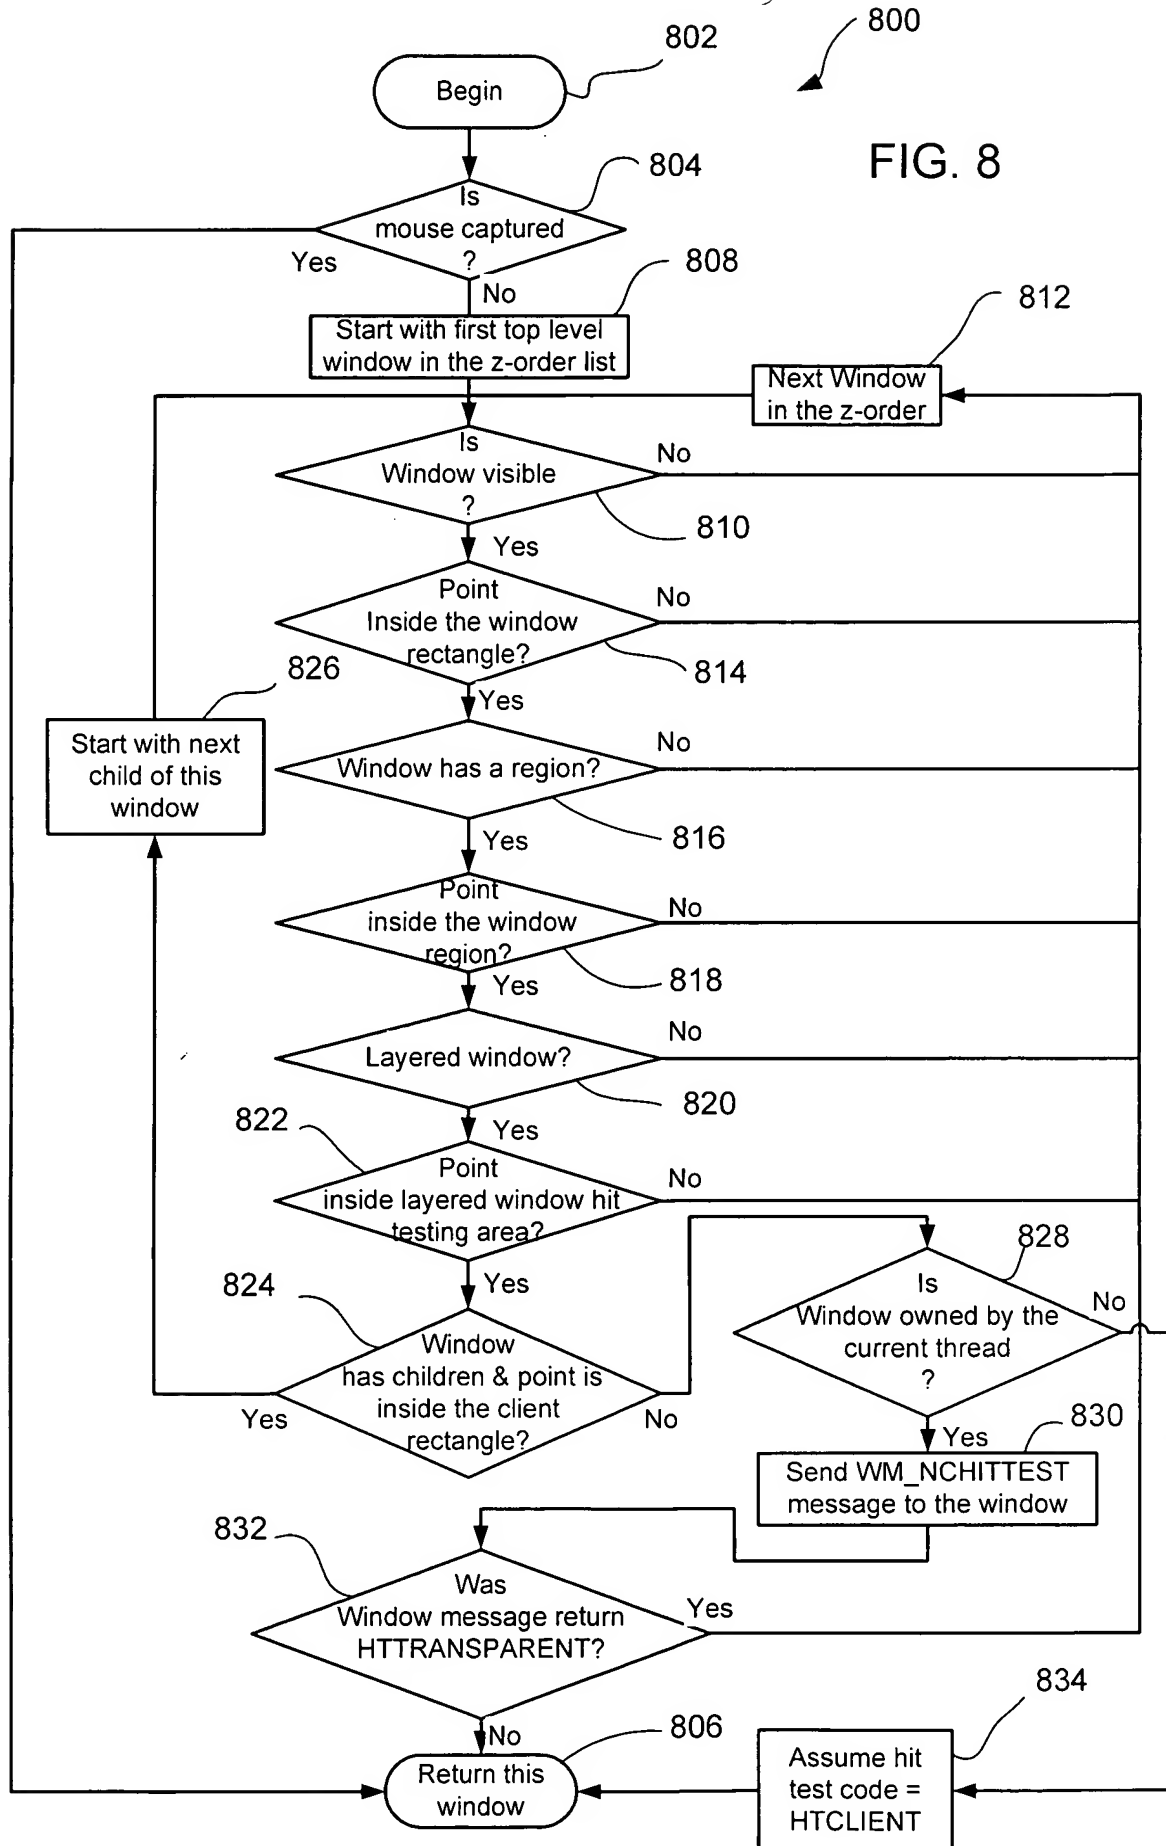 800
802
Begin
FIG. 8
804
Is
mouse captured
?
Yes
No
808
Start with first top level
window in the z-order list
812
Next Window
in the z-order
Is
Window visible
?
No
810
Yes
Point
Inside the window
rectangle?
No
814
Yes
826
Start with next
child of this
window
Window has a region?
No
816
Yes
Point
inside the window
region?
No
818
Yes
Layered window?
No
820
Yes
822
Point
inside layered window hit
testing area?
No
Yes
824
Window
has children & point is
inside the client
rectangle?
Yes
No
828
Is
Window owned by the
current thread
?
No
Yes
830
Send WM_NCHITTEST
message to the window
832
Was
Window message return
HTTRANSPARENT?
Yes
No
806
Return this
window
834
Assume hit
test code =
HTCLIENT